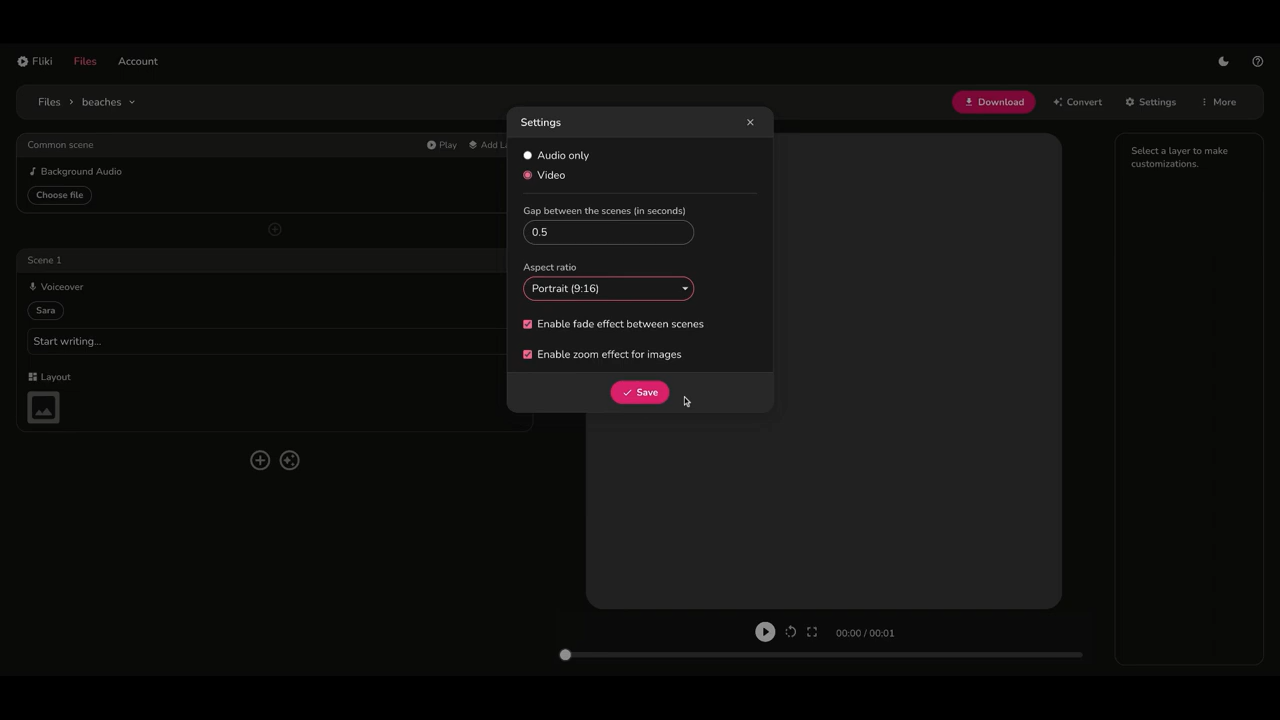 Fliki Files Account
Files > beaches
Download Convert Settings More
Settings
Common scene Play Add La
Audio only
Select a layer to make
customizations.
Background Audio
Video
Choose file
Gap between the scenes (in seconds)
0.5
Scene 1
Aspect ratio
Voiceover
Portrait (9:16)
Sara
Enable fade effect between scenes
Start writing...
Enable zoom effect for images
Layout
Save
00:00 / 00:01